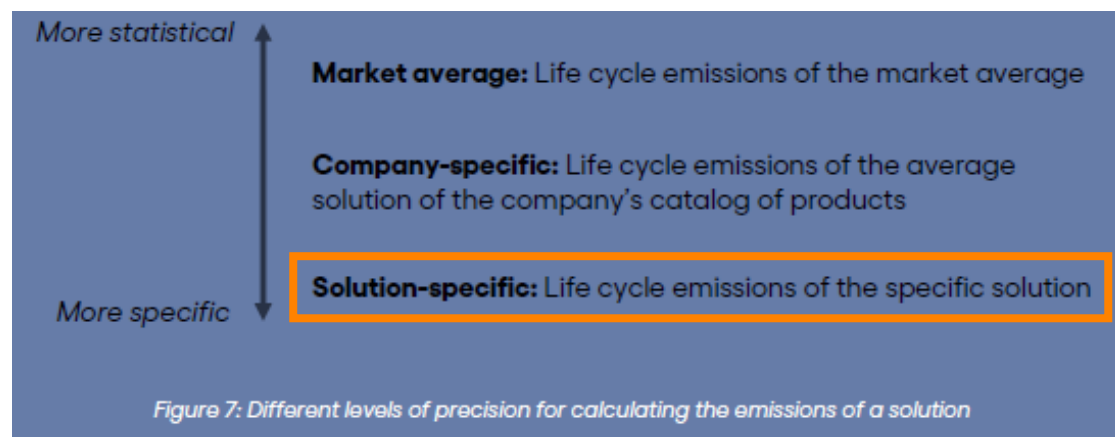 More statistical
Market average: Life cycle emissions of the market average
Company-specific: Life cycle emissions of the average
solution of the company's catalog of products
Solution-specific: Life cycle emissions of the specific solution
More specific
Figure 7: Different levels of precision for calculating the emissions of a solution